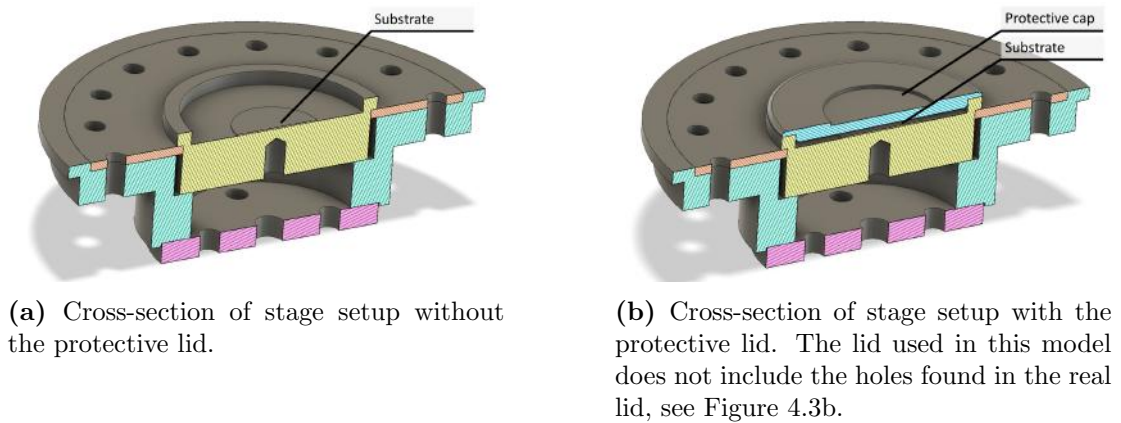 Substrate
Protective cap
Substrate
(a) Cross-section of stage setup without
the protective lid.
(b) Cross-section of stage setup with the
protective lid. The lid used in this model
does not include the holes found in the real
lid, see Figure 4.3b.